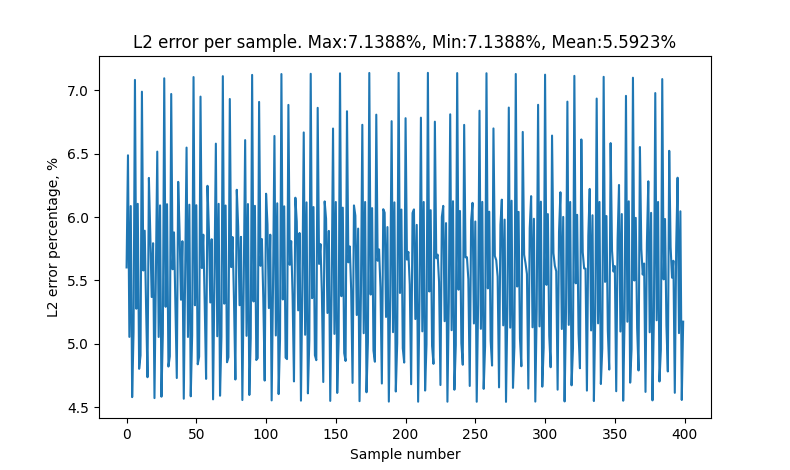 L2 error per sample. Max:7.1388%, Min:7.1388%, Mean:5.5923%
7.0
6.5
6.0
5.5
5.0
4.5
L2 error percentage, %
0 50 100 150 200 250 300 350 400
Sample number